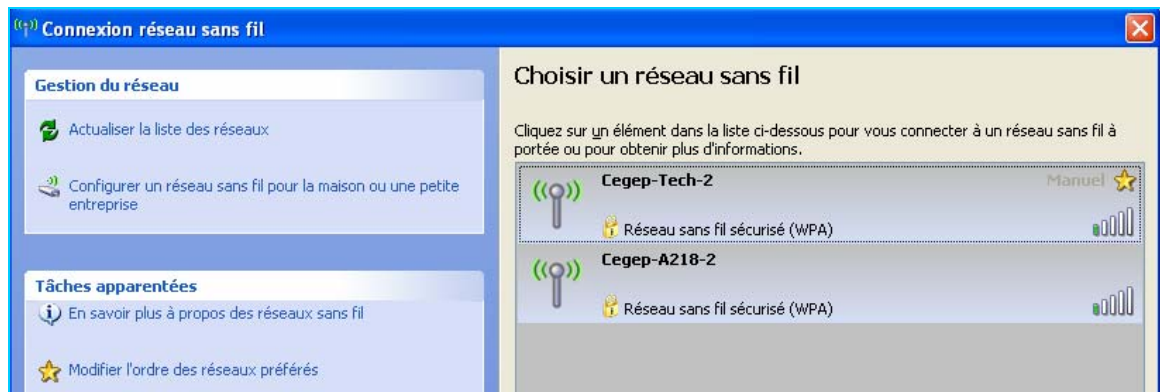 Connexion réseau sans fil
Gestion du réseau
Actualiser la liste des réseaux
Configurer un réseau sans fil pour la maison ou une petite
entreprise
Tâches apparentées
En savoir plus à propos des réseaux sans fil
Modifier l'ordre des réseaux préférés
Choisir un réseau sans fil
Cliquez sur un élément dans la liste ci-dessous pour vous connecter à un réseau sans fil à
portée ou pour obtenir plus d'informations.
Cegep-Tech-2 Manuel
Réseau sans fil sécurisé (WPA)
Cegep-A218-2
Réseau sans fil sécurisé (WPA)